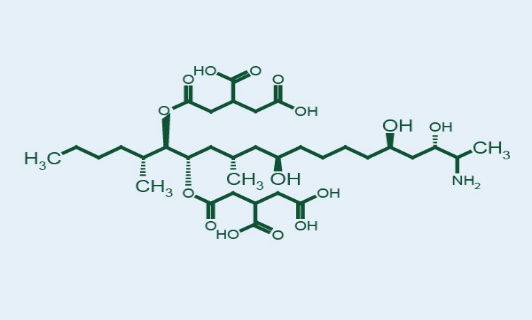 HO O
O O
O OH
OH OH
H₃C CH₃
CH₃ CH₃ OH NH₂
O OH
O OH
HO O